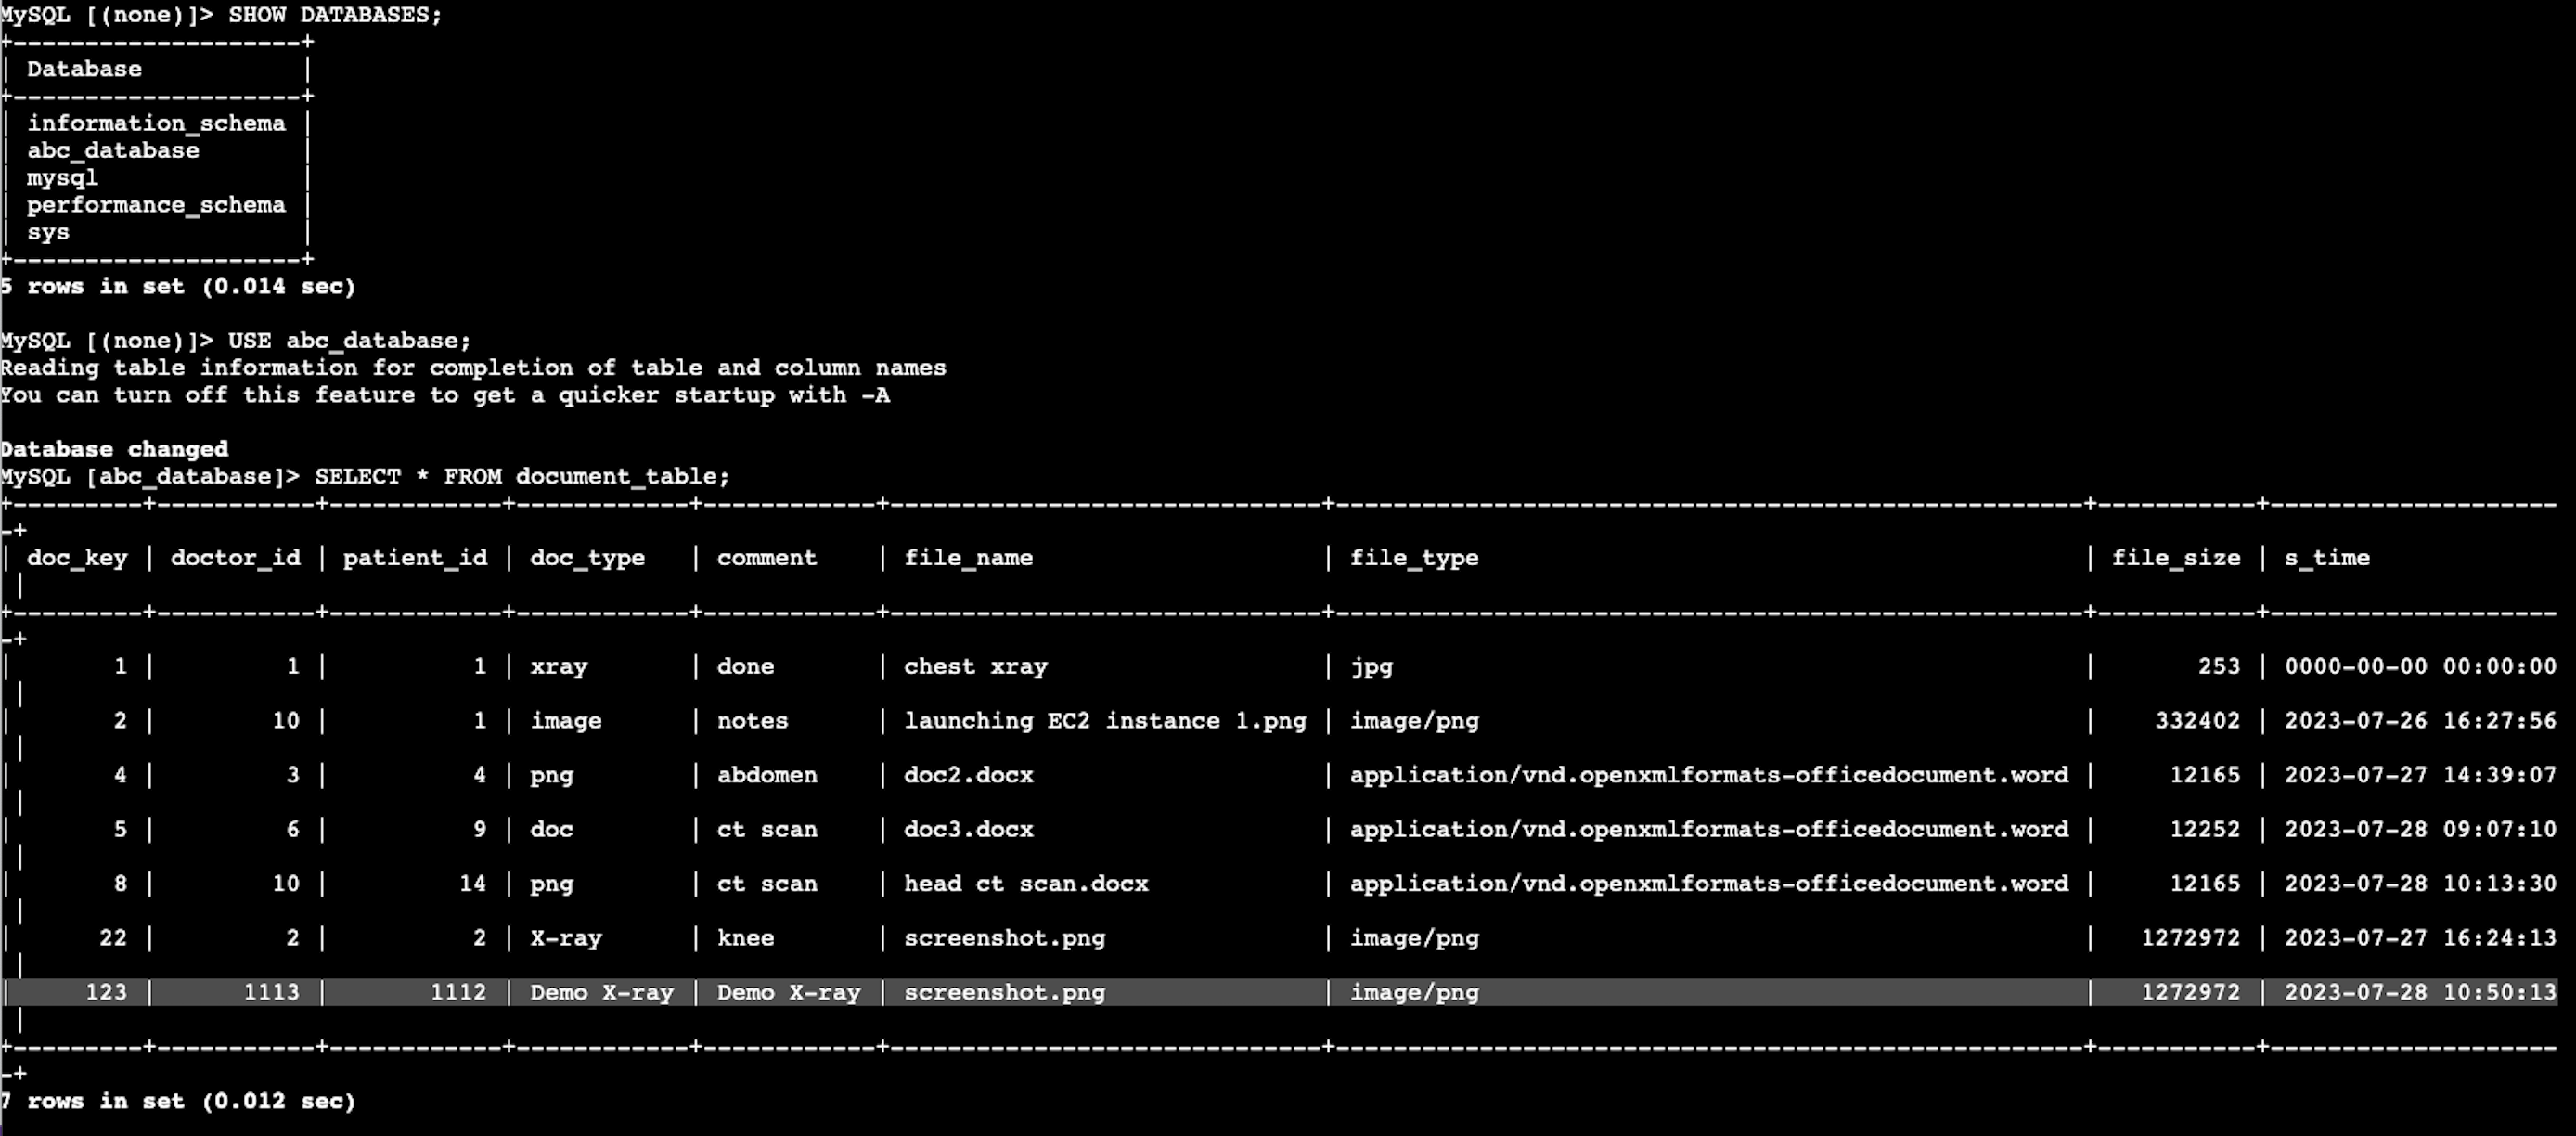 MySQL [(none)]> SHOW DATABASES;
+--------------------+
| Database           |
+--------------------+
| information_schema |
| abc_database       |
| mysql              |
| performance_schema |
| sys                |
+--------------------+
5 rows in set (0.014 sec)

MySQL [(none)]> USE abc_database;
Reading table information for completion of table and column names
You can turn off this feature to get a quicker startup with -A

Database changed
MySQL [abc_database]> SELECT * FROM document_table;
+---------+-----------+------------+------------+-----------+------------------------------+----------------------------------------------------+-----------+--------------------
-+
| doc_key | doctor_id | patient_id | doc_type   | comment   | file_name                    | file_type                                          | file_size | s_time
 |
+---------+-----------+------------+------------+-----------+------------------------------+----------------------------------------------------+-----------+--------------------
-+
|       1 |         1 |          1 | xray       | done      | chest xray                   | jpg                                                |       253 | 0000-00-00 00:00:00
 |
|       2 |        10 |          1 | image      | notes     | launching EC2 instance 1.png | image/png                                          |    332402 | 2023-07-26 16:27:56
 |
|       4 |         3 |          4 | png        | abdomen   | doc2.docx                    | application/vnd.openxmlformats-officedocument.word |     12165 | 2023-07-27 14:39:07
 |
|       5 |         6 |          9 | doc        | ct scan   | doc3.docx                    | application/vnd.openxmlformats-officedocument.word |     12252 | 2023-07-28 09:07:10
 |
|       8 |        10 |         14 | png        | ct scan   | head ct scan.docx            | application/vnd.openxmlformats-officedocument.word |     12165 | 2023-07-28 10:13:30
 |
|      22 |         2 |          2 | X-ray      | knee      | screenshot.png               | image/png                                          |   1272972 | 2023-07-27 16:24:13
 |
|     123 |      1113 |       1112 | Demo X-ray | Demo X-ray | screenshot.png               | image/png                                          |   1272972 | 2023-07-28 10:50:13
 |
+---------+-----------+------------+------------+-----------+------------------------------+----------------------------------------------------+-----------+--------------------
-+
7 rows in set (0.012 sec)